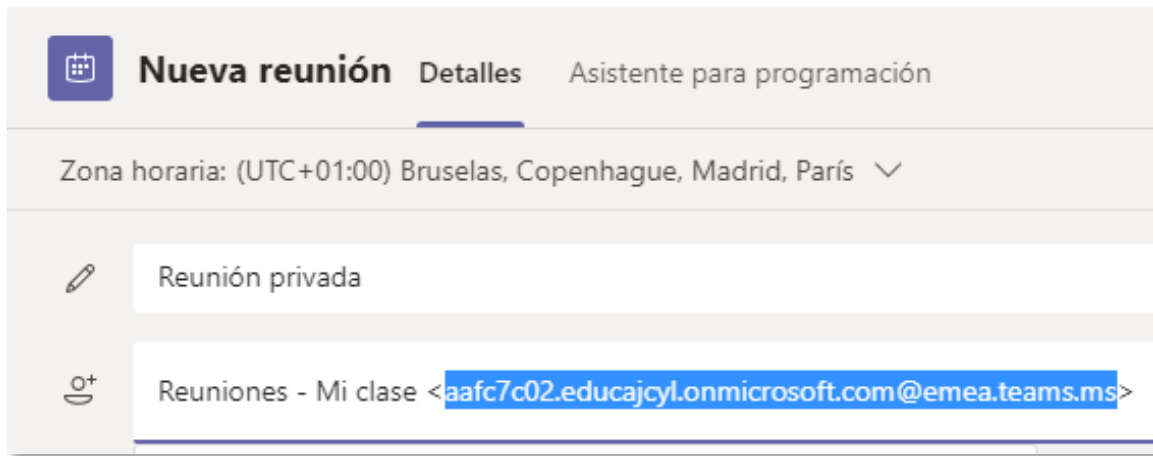 Nueva reunión Detalles Asistente para programación
Zona horaria: (UTC+01:00) Bruselas, Copenhague, Madrid, París
Reunión privada
Reuniones - Mi clase <aafc7c02.educajcyl.onmicrosoft.com@emea.teams.ms>